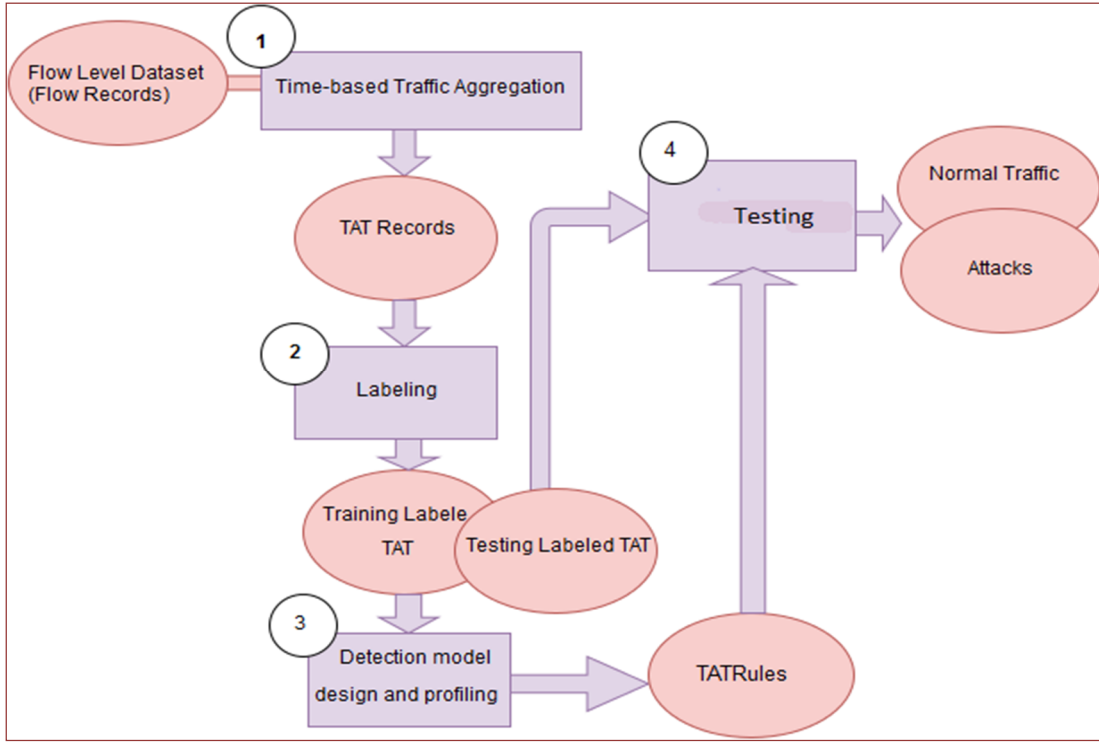 1
Flow Level Dataset
(Flow Records)
Time-based Traffic Aggregation
TAT Records
2
Labeling
Training Labele
TAT
Testing Labeled TAT
3
Detection model
design and profiling
TATRules
4
Testing
Normal Traffic
Attacks